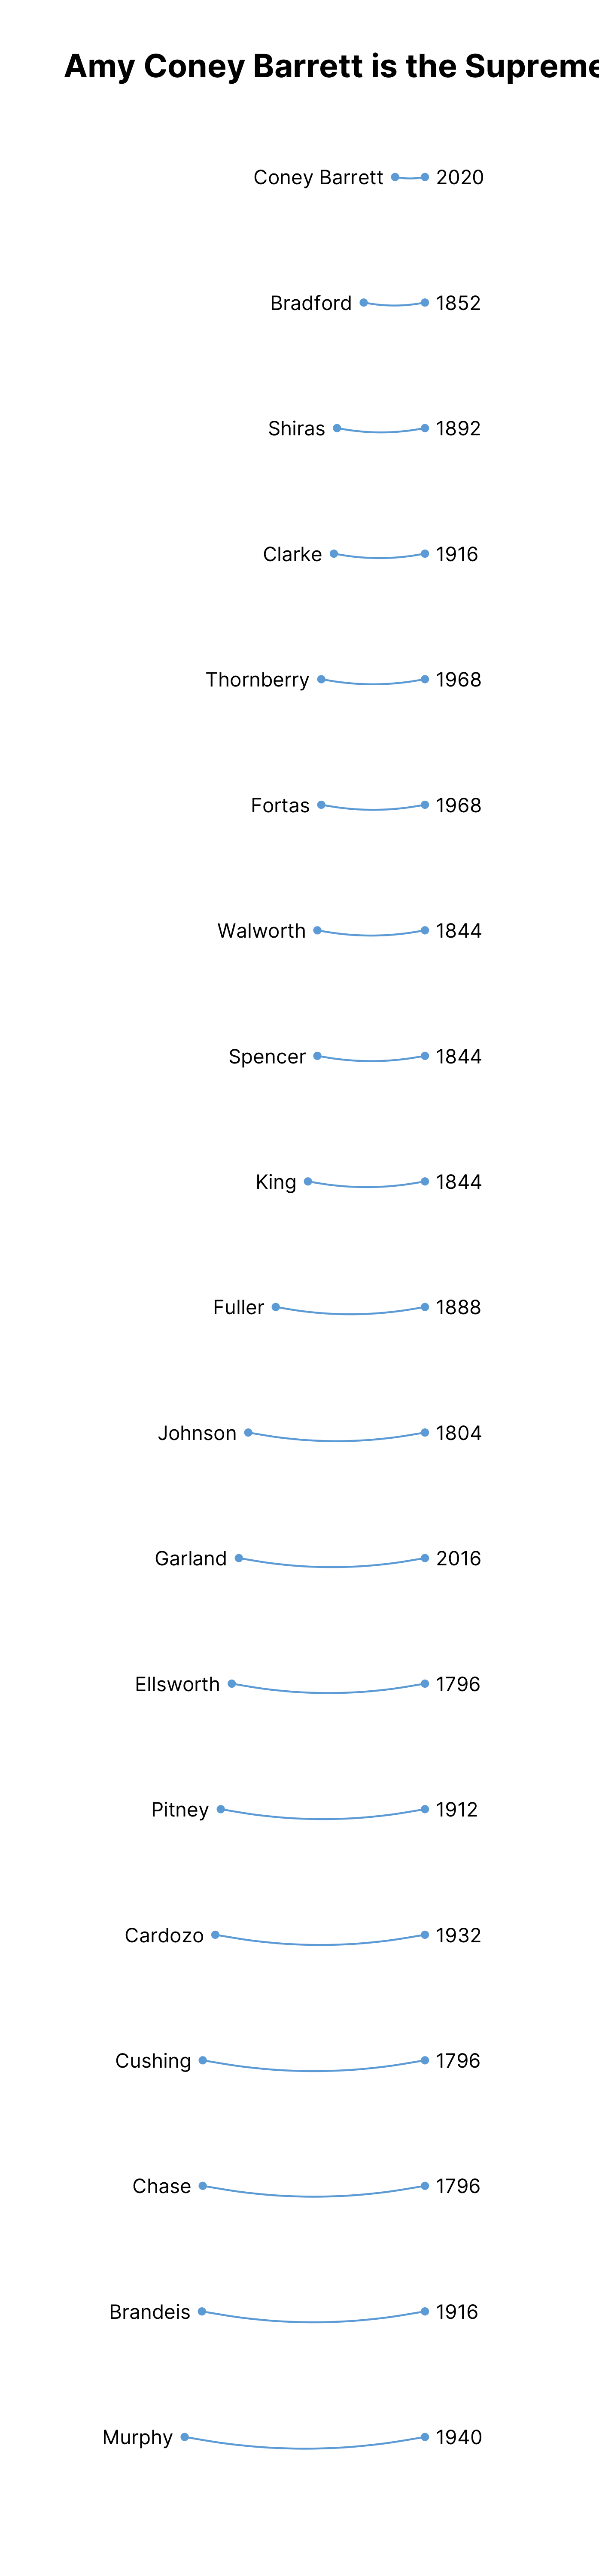 Amy Coney Barrett is the Supreme
Coney Barrett 2020
Bradford 1852
Shiras 1892
Clarke 1916
Thornberry 1968
Fortas 1968
Walworth 1844
Spencer 1844
King 1844
Fuller 1888
Johnson 1804
Garland 2016
Ellsworth 1796
Pitney 1912
Cardozo 1932
Cushing 1796
Chase 1796
Brandeis 1916
Murphy 1940